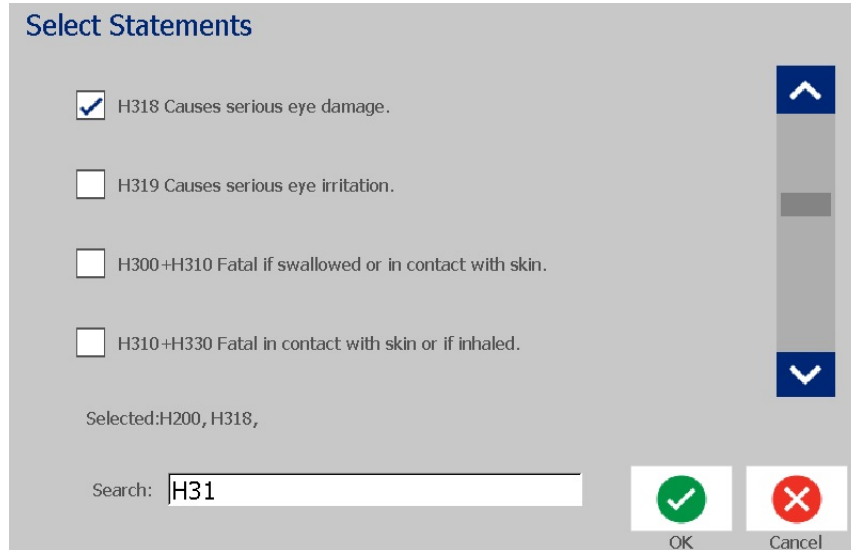 Select Statements
H318 Causes serious eye damage.
H319 Causes serious eye irritation.
H300+H310 Fatal if swallowed or in contact with skin.
H310+H330 Fatal in contact with skin or if inhaled.
Selected:H200, H318,
Search: H31
OK Cancel